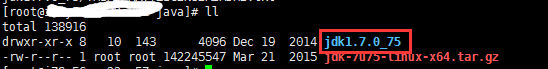 [root@i java]# ll
total 138916
drwxr-xr-x 8 10 143 4096 Dec 19 2014 jdk1.7.0_75
-rw-r--r-- 1 root root 142245547 Mar 21 2015 jdk-7u75-linux-x64.tar.gz